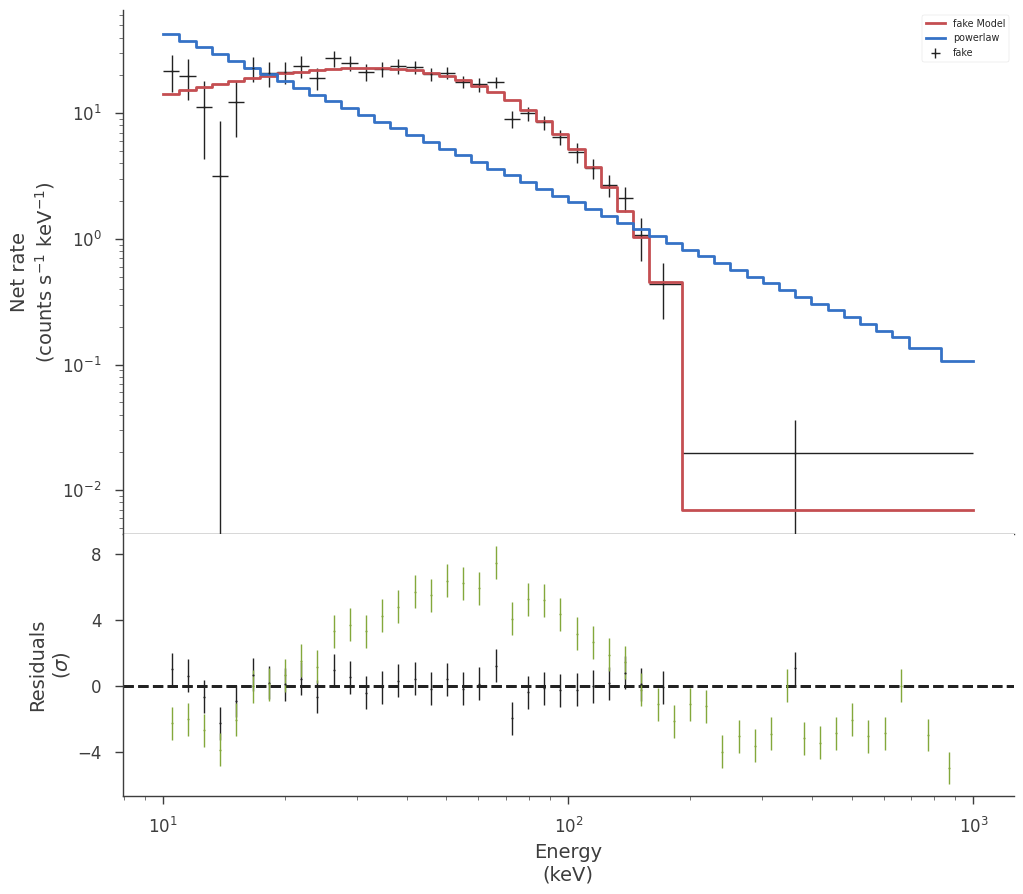 fake Model
powerlaw
fake
10¹
10⁰
10⁻¹
10⁻²
Net rate
(counts s⁻¹ keV⁻¹)
8
4
0
−4
Residuals
(σ)
10¹
10²
10³
Energy
(keV)